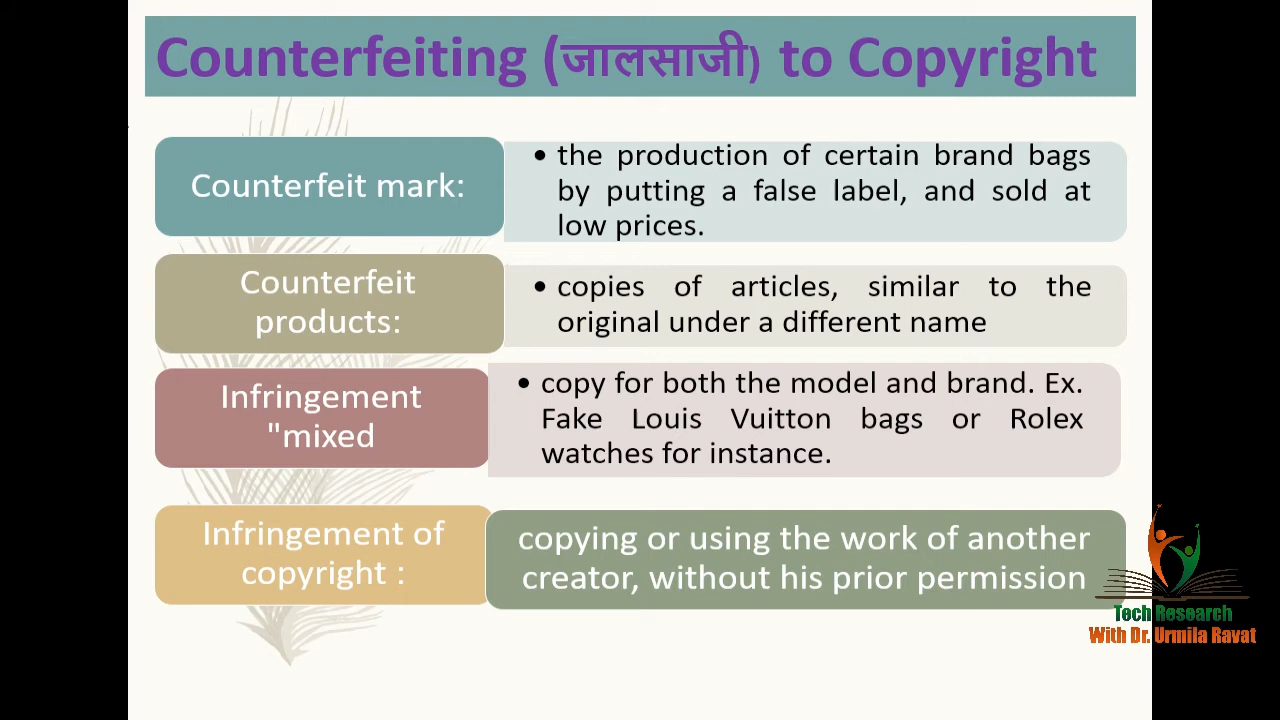 Counterfeiting (जालसाजी) to Copyright
Counterfeit mark:
• the production of certain brand bags
by putting a false label, and sold at
low prices.
Counterfeit
products:
• copies of articles, similar to the
original under a different name
Infringement
"mixed
• copy for both the model and brand. Ex.
Fake Louis Vuitton bags or Rolex
watches for instance.
Infringement of
copyright :
copying or using the work of another
creator, without his prior permission
Tech Research
With Dr. Urmila Ravat